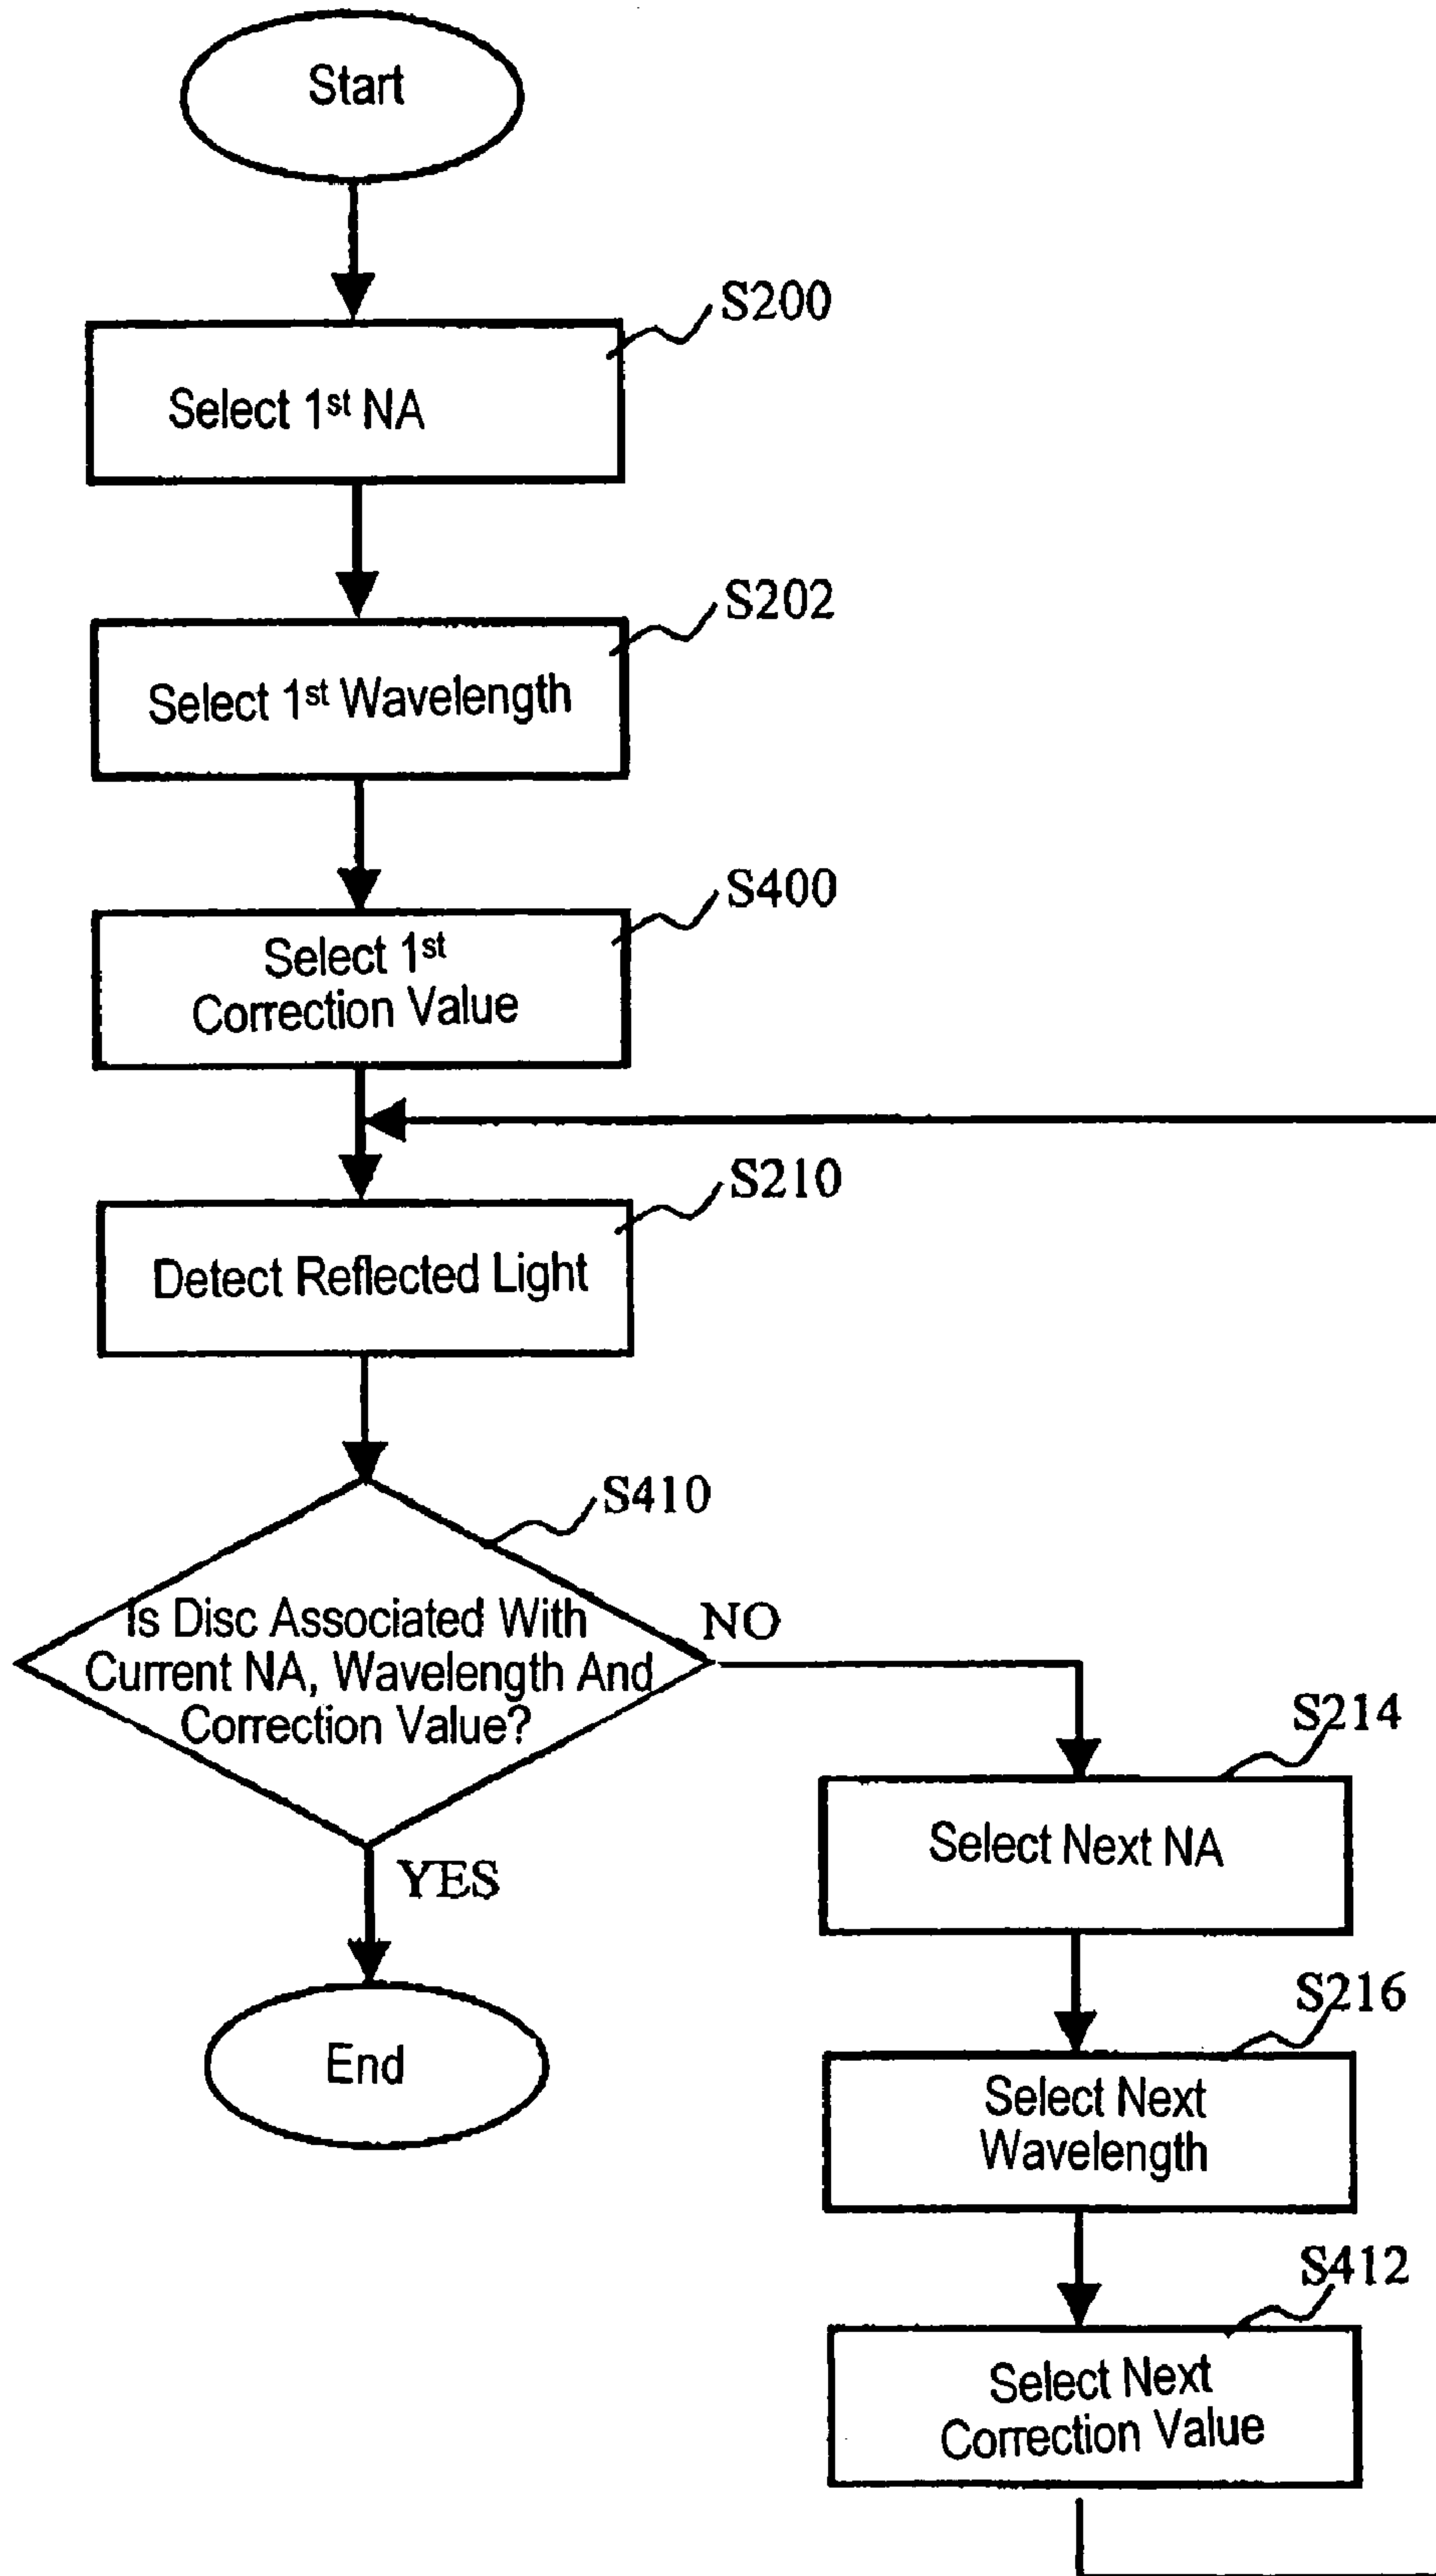 Start
S200
Select 1st NA
S202
Select 1st Wavelength
S400
Select 1st
Correction Value
S210
Detect Reflected Light
S410
Is Disc Associated With
Current NA, Wavelength And
Correction Value?
NO
YES
End
S214
Select Next NA
S216
Select Next
Wavelength
S412
Select Next
Correction Value